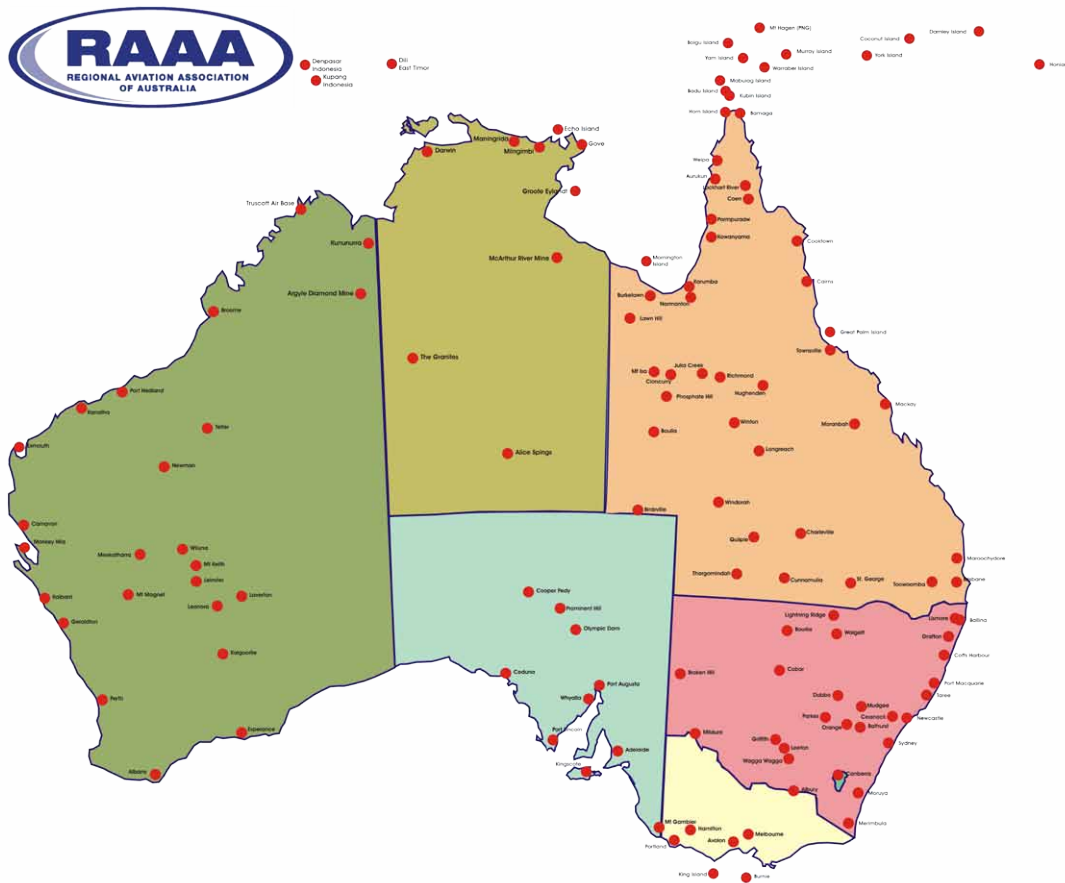 RAAA
REGIONAL AVIATION ASSOCIATION
OF AUSTRALIA
Denpasar
Indonesia
Kupang
Indonesia
Dili
East Timor
Mt Hagen (PNG)
Boigu Island
Yam Island
Murray Island
Warraber Island
Coconut Island
York Island
Darnley Island
Mabuiag Island
Badu Island
Kubin Island
Horn Island
Bamaga
Echo Island
Maningrida
Milngimbi
Gove
Darwin
Groote Eylandt
Weipa
Aurukun
Lockhart River
Coen
Truscott Air Base
Pormpuraaw
Kowanyama
Cooktown
Kununurra
McArthur River Mine
Mornington
Island
Cairns
Argyle Diamond Mine
Burketown
Karumba
Normanton
Broome
Lawn Hill
Great Palm Island
Townsville
The Granites
Mt Isa
Cloncurry
Julia Creek
Richmond
Hughenden
Phosphate Hill
Port Hedland
Karratha
Mackay
Telfer
Boulia
Winton
Moranbah
Exmouth
Newman
Alice Springs
Longreach
Windorah
Birdsville
Carnarvon
Monkey Mia
Meekathara
Wiluna
Mt Keith
Leinster
Quilpie
Charleville
Maroochydore
Thargomindah
Cunnamulla
St. George
Toowoomba
Brisbane
Kalbarri
Mt Magnet
Leonora
Laverton
Cooper Pedy
Prominent Hill
Olympic Dam
Geraldton
Lightning Ridge
Bourke
Walgett
Lismore
Ballina
Grafton
Coffs Harbour
Kalgoorlie
Ceduna
Port Augusta
Whyalla
Broken Hill
Cobar
Port Macquarie
Taree
Perth
Dubbo
Mudgee
Parkes
Cessnock
Newcastle
Orange
Bathurst
Esperance
Port Lincoln
Adelaide
Mildura
Griffith
Leeton
Wagga Wagga
Sydney
Albany
Kingscote
Canberra
Albury
Moruya
Merimbula
Mt Gambier
Hamilton
Portland
Avalon
Melbourne
King Island
Burnie